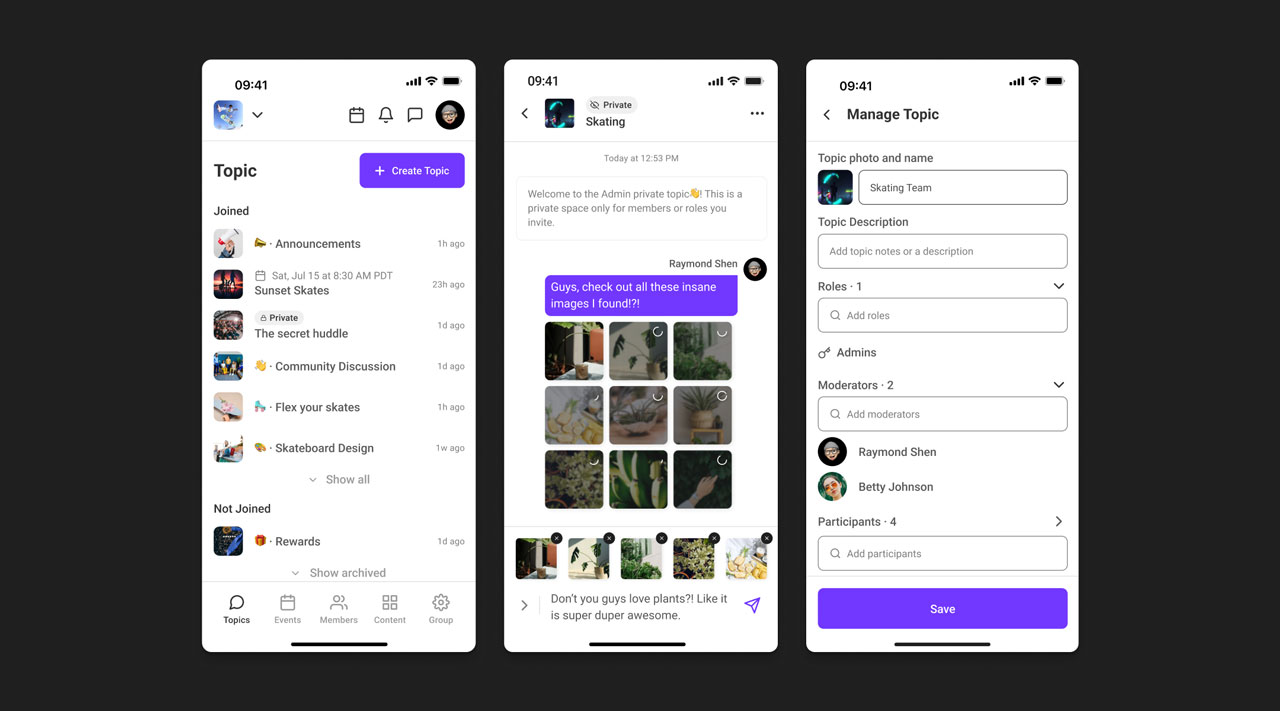 09:41
Topic
Create Topic
Joined
📣 · Announcements
1h ago
Sat, Jul 15 at 8:30 AM PDT
Sunset Skates
23h ago
Private
The secret huddle
1d ago
👋 · Community Discussion
1d ago
🛼 · Flex your skates
1h ago
🎨 · Skateboard Design
1w ago
Show all
Not Joined
🎁 · Rewards
1d ago
Show archived
Topics
Events
Members
Content
Group
09:41
Private
Skating
Today at 12:53 PM
Welcome to the Admin private topic👋! This is a
private space only for members or roles you
invite.
Raymond Shen
Guys, check out all these insane
images I found!?!
Don’t you guys love plants?! Like it
is super duper awesome.
09:41
Manage Topic
Topic photo and name
Skating Team
Topic Description
Add topic notes or a description
Roles · 1
Add roles
Admins
Moderators · 2
Add moderators
Raymond Shen
Betty Johnson
Participants · 4
Add participants
Save